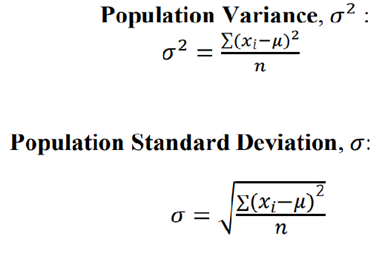 Population Variance, σ² :
σ² = Σ(xᵢ−μ)² / n
Population Standard Deviation, σ:
σ = √(Σ(xᵢ−μ)² / n)